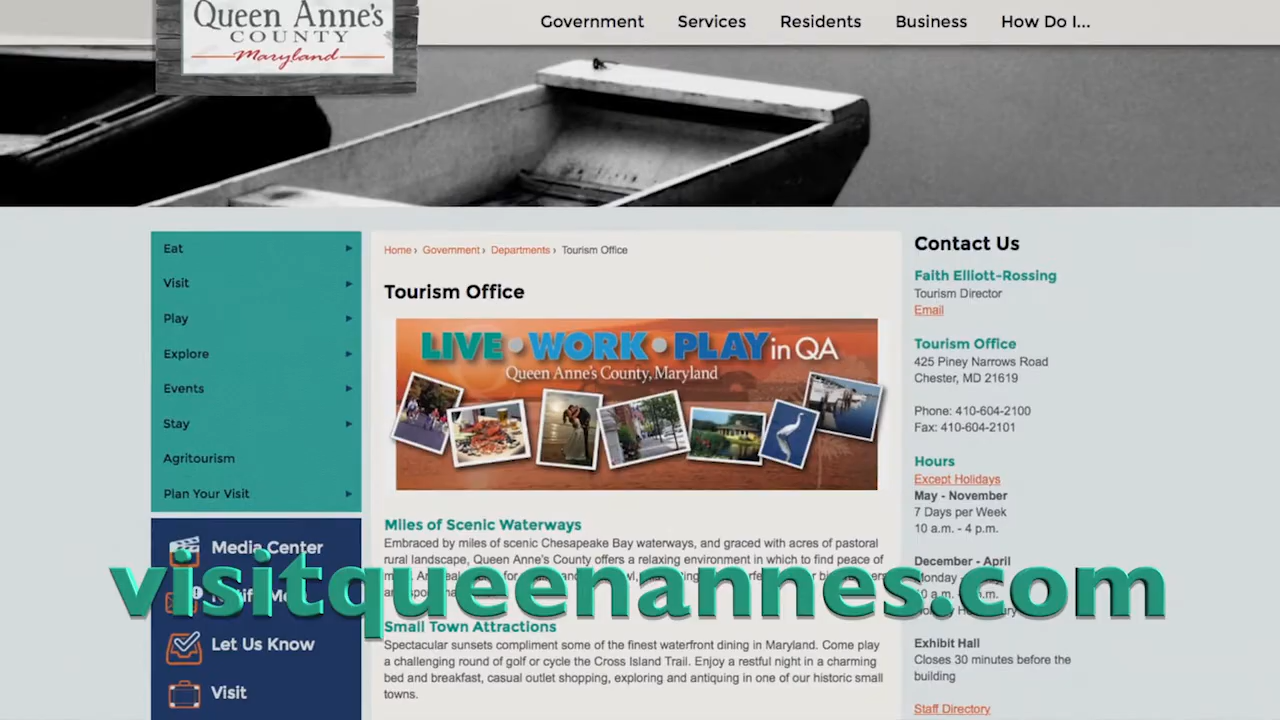 Queen Anne's
COUNTY
Maryland
Government Services Residents Business How Do I...
Eat
Visit
Play
Explore
Events
Stay
Agritourism
Plan Your Visit
Media Center
Let Us Know
Visit
Home › Government › Departments › Tourism Office
Tourism Office
LIVE • WORK • PLAY in QA
Queen Anne's County, Maryland
Miles of Scenic Waterways
Embraced by miles of scenic Chesapeake Bay waterways, and graced with acres of pastoral
rural landscape, Queen Anne's County offers a relaxing environment in which to find peace of
Small Town Attractions
Spectacular sunsets compliment some of the finest waterfront dining in Maryland. Come play
a challenging round of golf or cycle the Cross Island Trail. Enjoy a restful night in a charming
bed and breakfast, casual outlet shopping, exploring and antiquing in one of our historic small
towns.
Contact Us
Faith Elliott-Rossing
Tourism Director
Email
Tourism Office
425 Piney Narrows Road
Chester, MD 21619
Phone: 410-604-2100
Fax: 410-604-2101
Hours
Except Holidays
May - November
7 Days per Week
10 a.m. - 4 p.m.
December - April
Exhibit Hall
Closes 30 minutes before the
building
Staff Directory
visitqueenannes.com